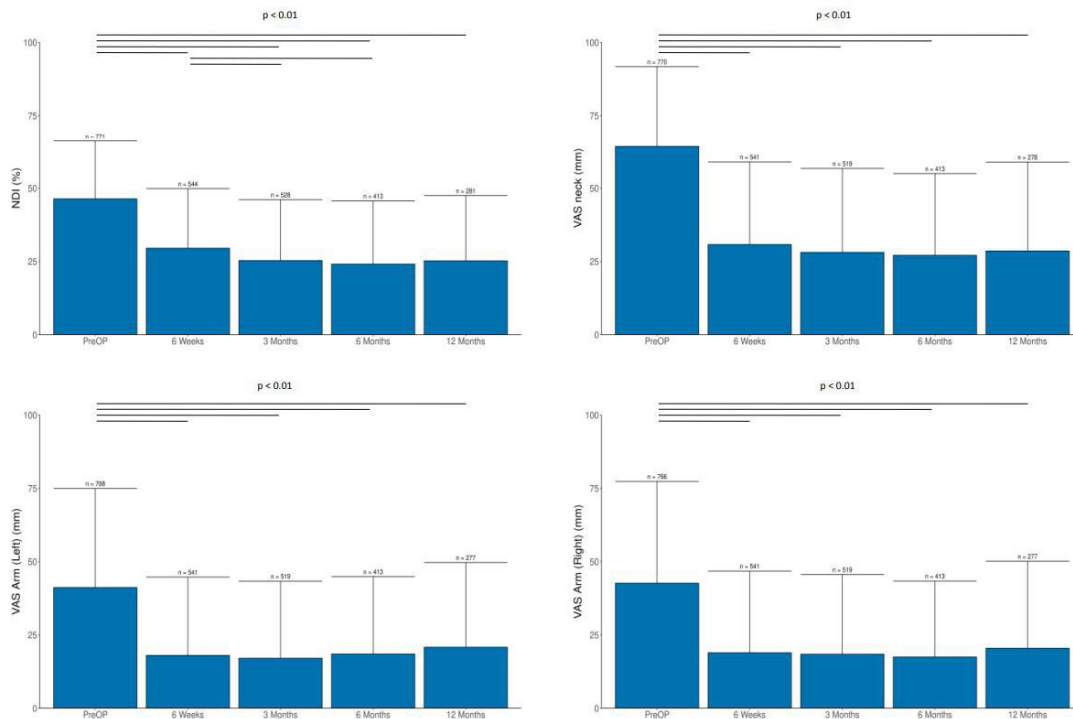 p < 0.01
100
75
50
25
0
NDI (%)
n = 771
n = 544
n = 528
n = 413
n = 281
PreOP
6 Weeks
3 Months
6 Months
12 Months
p < 0.01
100
75
50
25
0
VAS neck (mm)
n = 770
n = 541
n = 519
n = 413
n = 278
PreOP
6 Weeks
3 Months
6 Months
12 Months
p < 0.01
100
75
50
25
0
VAS Arm (Left) (mm)
n = 768
n = 541
n = 519
n = 413
n = 277
PreOP
6 Weeks
3 Months
6 Months
12 Months
p < 0.01
100
75
50
25
0
VAS Arm (Right) (mm)
n = 766
n = 541
n = 519
n = 413
n = 277
PreOP
6 Weeks
3 Months
6 Months
12 Months